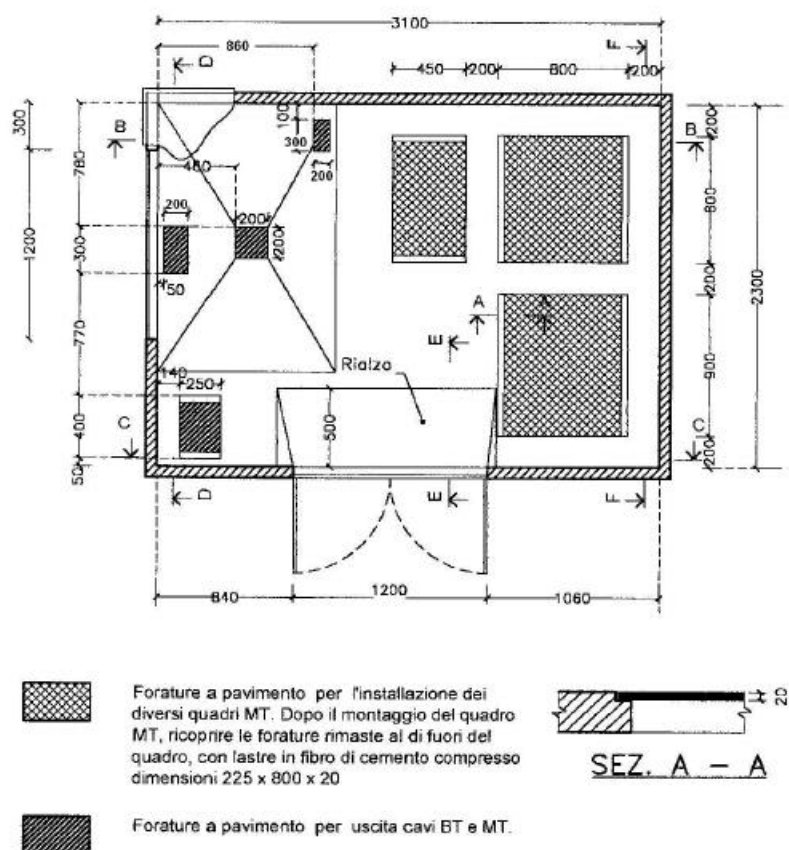 3100
860
D
F
450 200 800 200
300
B
B
100
300
200
460
780
200
200
200
200
800
1200
300
50
200
2300
A
A
E
770
Rialzo
140
250
900
500
C
C
400
50
200
D
E
F
840
1200
1060
Forature a pavimento per l'installazione dei
diversi quadri MT. Dopo il montaggio del quadro
MT, ricoprire le forature rimaste al di fuori del
quadro, con lastre in fibro di cemento compresso
dimensioni 225 x 800 x 20
20
SEZ. A - A
Forature a pavimento per uscita cavi BT e MT.